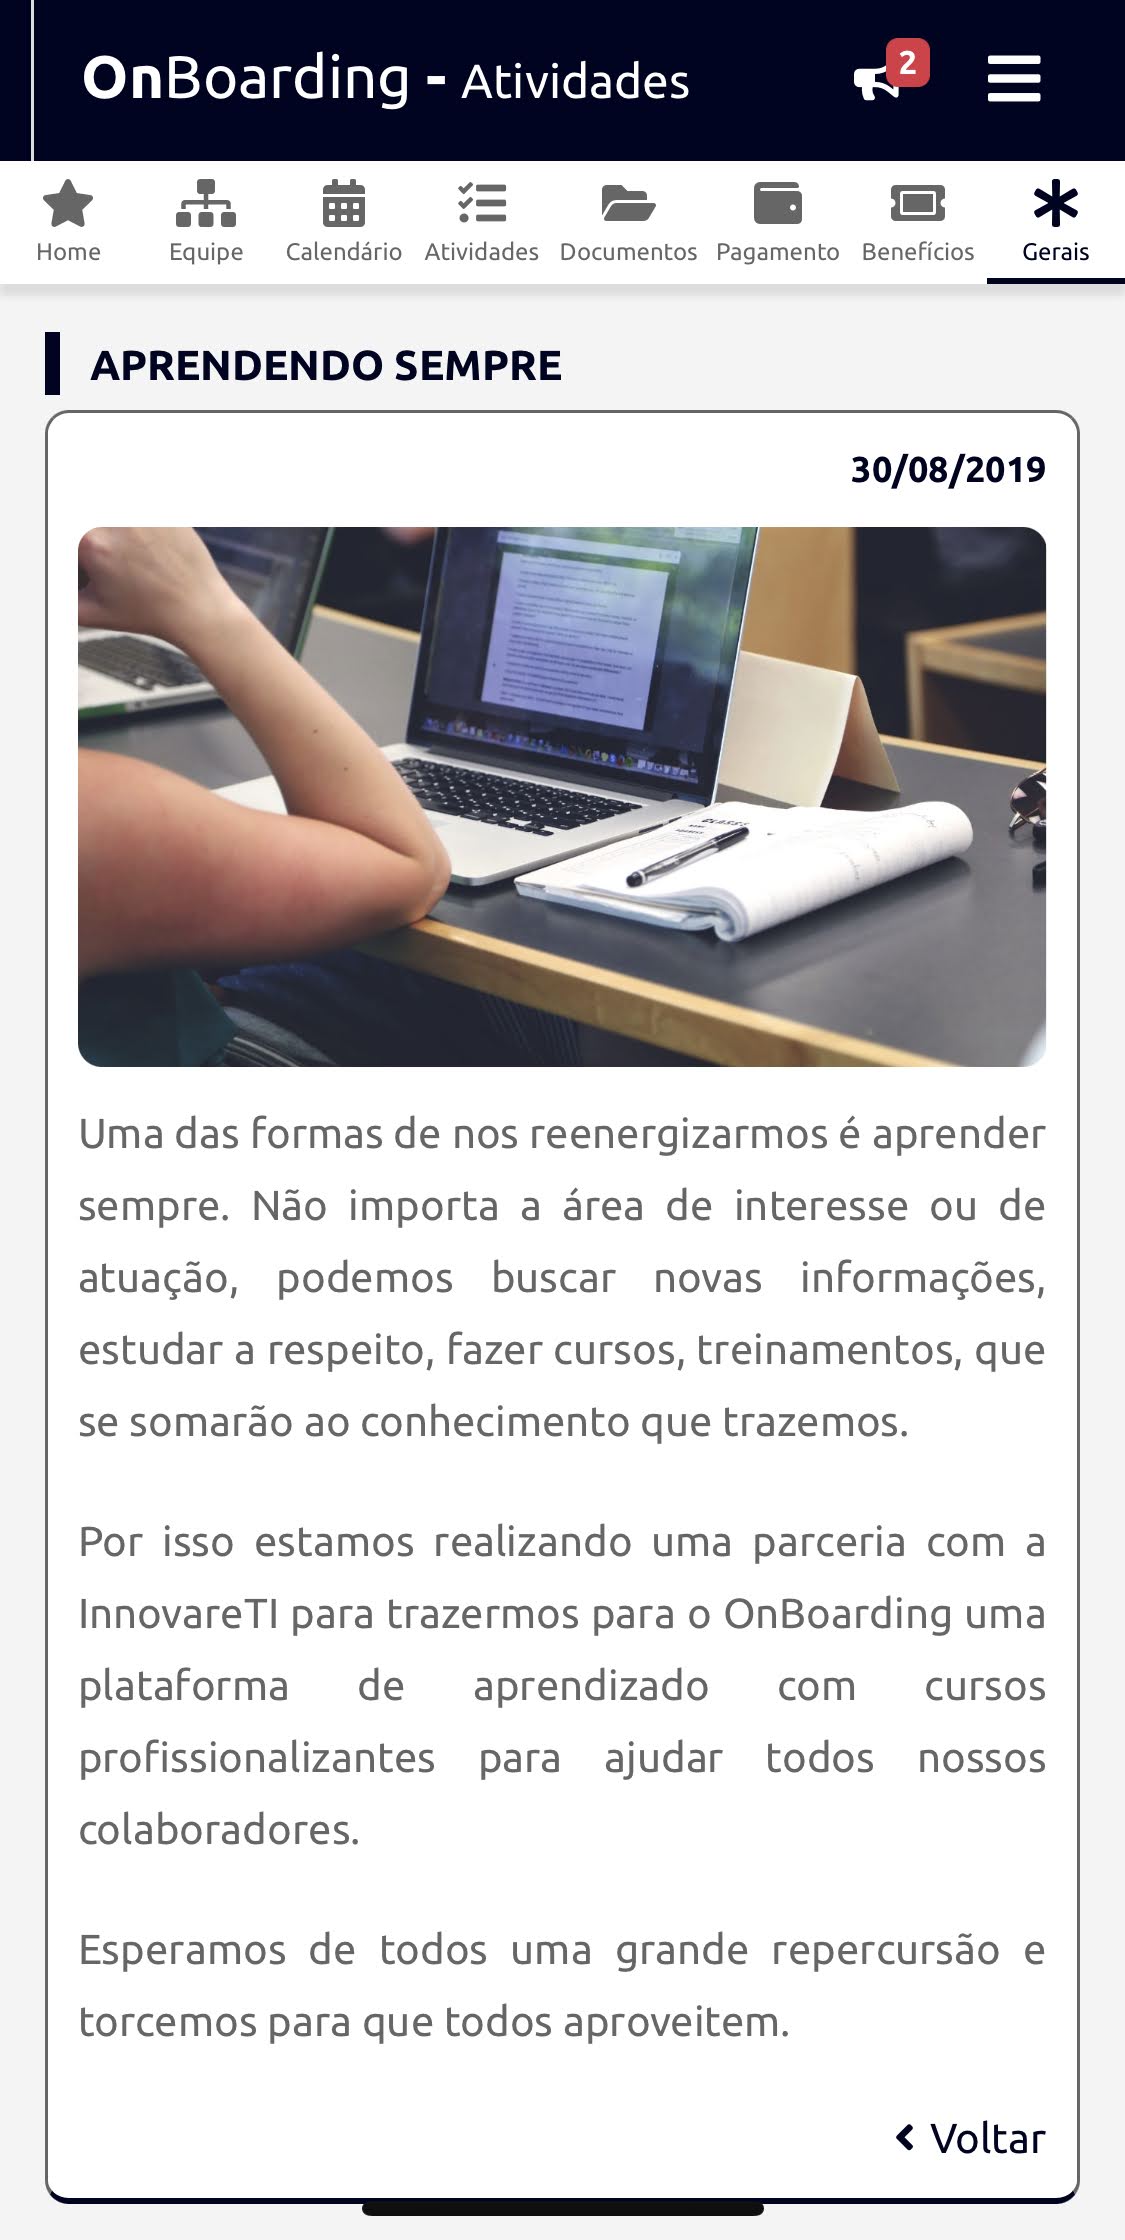 OnBoarding - Atividades
2
Home Equipe Calendário Atividades Documentos Pagamento Benefícios Gerais
APRENDENDO SEMPRE
30/08/2019
Uma das formas de nos reenergizarmos é aprender
sempre. Não importa a área de interesse ou de
atuação, podemos buscar novas informações,
estudar a respeito, fazer cursos, treinamentos, que
se somarão ao conhecimento que trazemos.
Por isso estamos realizando uma parceria com a
InnovareTI para trazermos para o OnBoarding uma
plataforma de aprendizado com cursos
profissionalizantes para ajudar todos nossos
colaboradores.
Esperamos de todos uma grande repercursão e
torcemos para que todos aproveitem.
Voltar